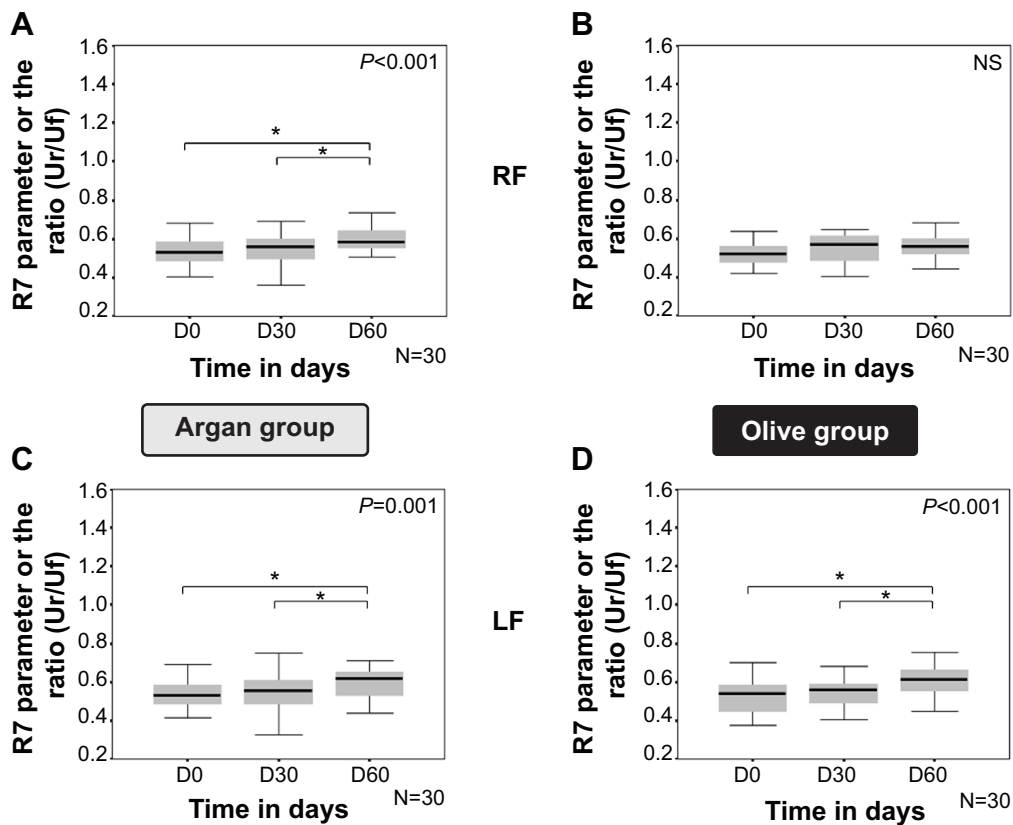 A
R7 parameter or the
ratio (Ur/Uf)
1.6
1.4
1.2
1.0
0.8
0.6
0.4
0.2
P<0.001
*
*
D0 D30 D60
Time in days
N=30
RF
B
R7 parameter or the
ratio (Ur/Uf)
1.6
1.4
1.2
1.0
0.8
0.6
0.4
0.2
NS
D0 D30 D60
Time in days
N=30
Argan group
Olive group
C
R7 parameter or the
ratio (Ur/Uf)
1.6
1.4
1.2
1.0
0.8
0.6
0.4
0.2
P=0.001
*
*
D0 D30 D60
Time in days
N=30
LF
D
R7 parameter or the
ratio (Ur/Uf)
1.6
1.4
1.2
1.0
0.8
0.6
0.4
0.2
P<0.001
*
*
D0 D30 D60
Time in days
N=30